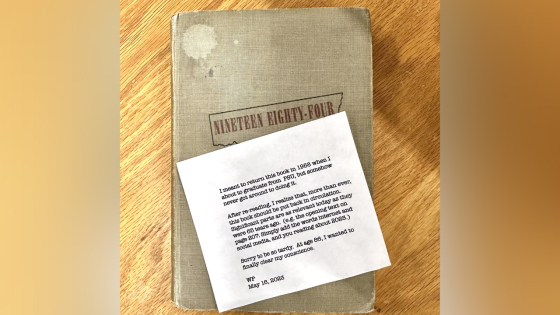 NINETEEN EIGHTY-FOUR
I meant to return this book in 1958 when I
about to graduate from PSU, but somehow
never got around to doing it.
After re-reading, I realize that, more than ever,
this book should be put back in circulation.
Significant parts are as relevant today as they
were 65 years ago. (e.g. the opening text on
page 207. Simply add the words internet and
social media, and you reading about 2023.)
Sorry to be so tardy. At age 86, I wanted to
finally clear my conscience.
WP
May 15, 2023